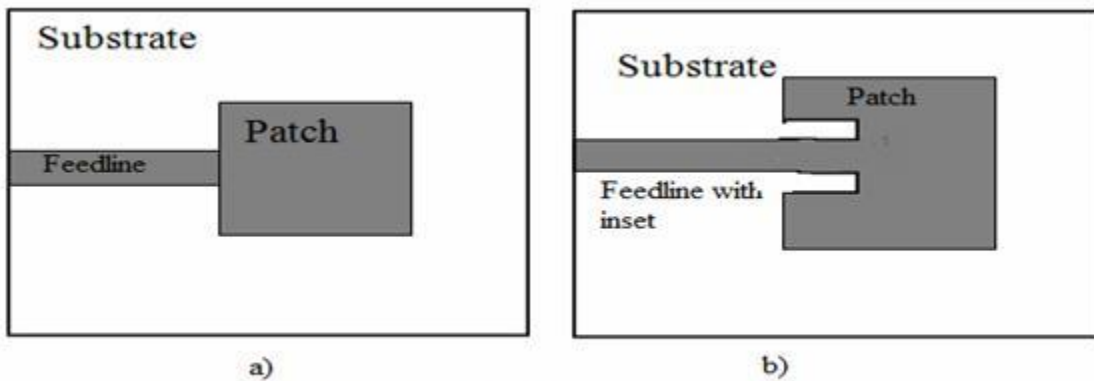 Substrate
Patch
Feedline
a)
Substrate
Patch
Feedline with
inset
b)